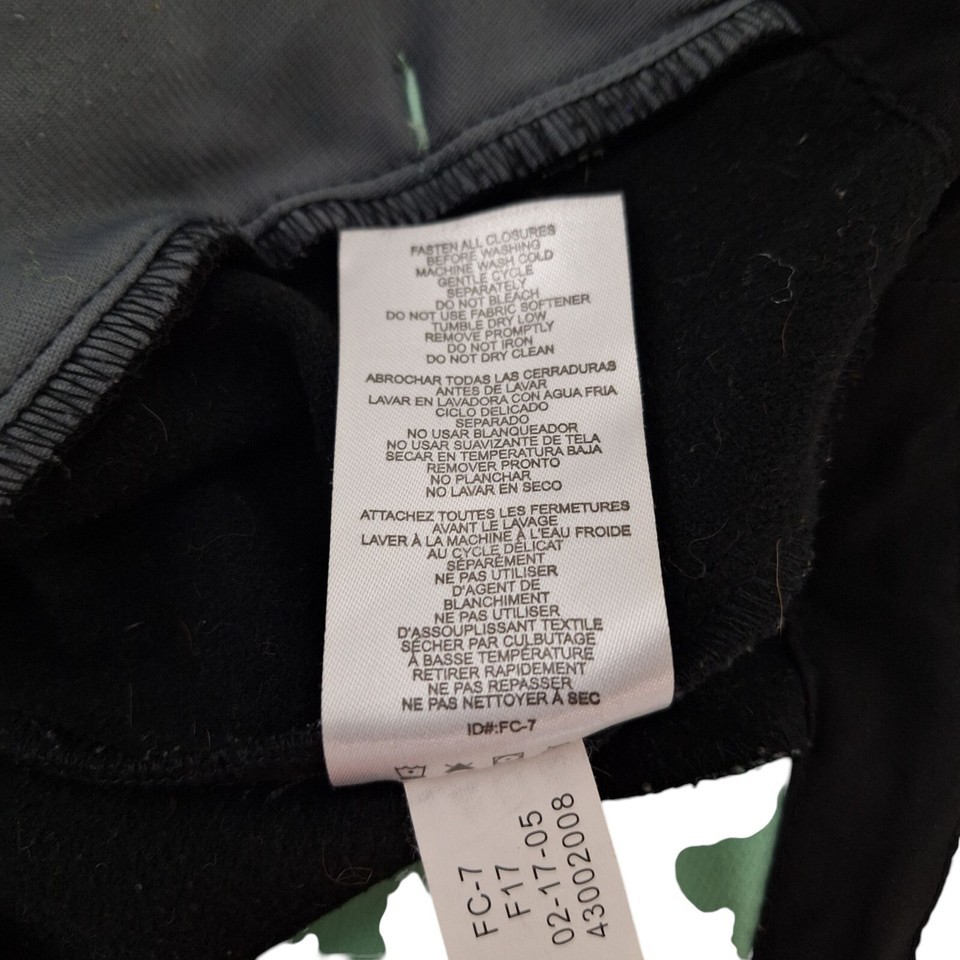 FASTEN ALL CLOSURES
BEFORE WASHING
MACHINE WASH COLD
GENTLE CYCLE
SEPARATELY
DO NOT BLEACH
DO NOT USE FABRIC SOFTENER
TUMBLE DRY LOW
REMOVE PROMPTLY
DO NOT IRON
DO NOT DRY CLEAN
ABROCHAR TODAS LAS CERRADURAS
ANTES DE LAVAR
LAVAR EN LAVADORA CON AGUA FRIA
CICLO DELICADO
SEPARADO
NO USAR BLANQUEADOR
NO USAR SUAVIZANTE DE TELA
SECAR EN TEMPERATURA BAJA
REMOVER PRONTO
NO PLANCHAR
NO LAVAR EN SECO
ATTACHEZ TOUTES LES FERMETURES
AVANT LE LAVAGE
LAVER À LA MACHINE À L'EAU FROIDE
AU CYCLE DÉLICAT
SÉPARÉMENT
NE PAS UTILISER
D'AGENT DE
BLANCHIMENT
NE PAS UTILISER
D'ASSOUPLISSANT TEXTILE
SÉCHER PAR CULBUTAGE
À BASSE TEMPÉRATURE
RETIRER RAPIDEMENT
NE PAS REPASSER
NE PAS NETTOYER À SEC
ID#:FC-7
FC-7
F17
02-17-05
43002008